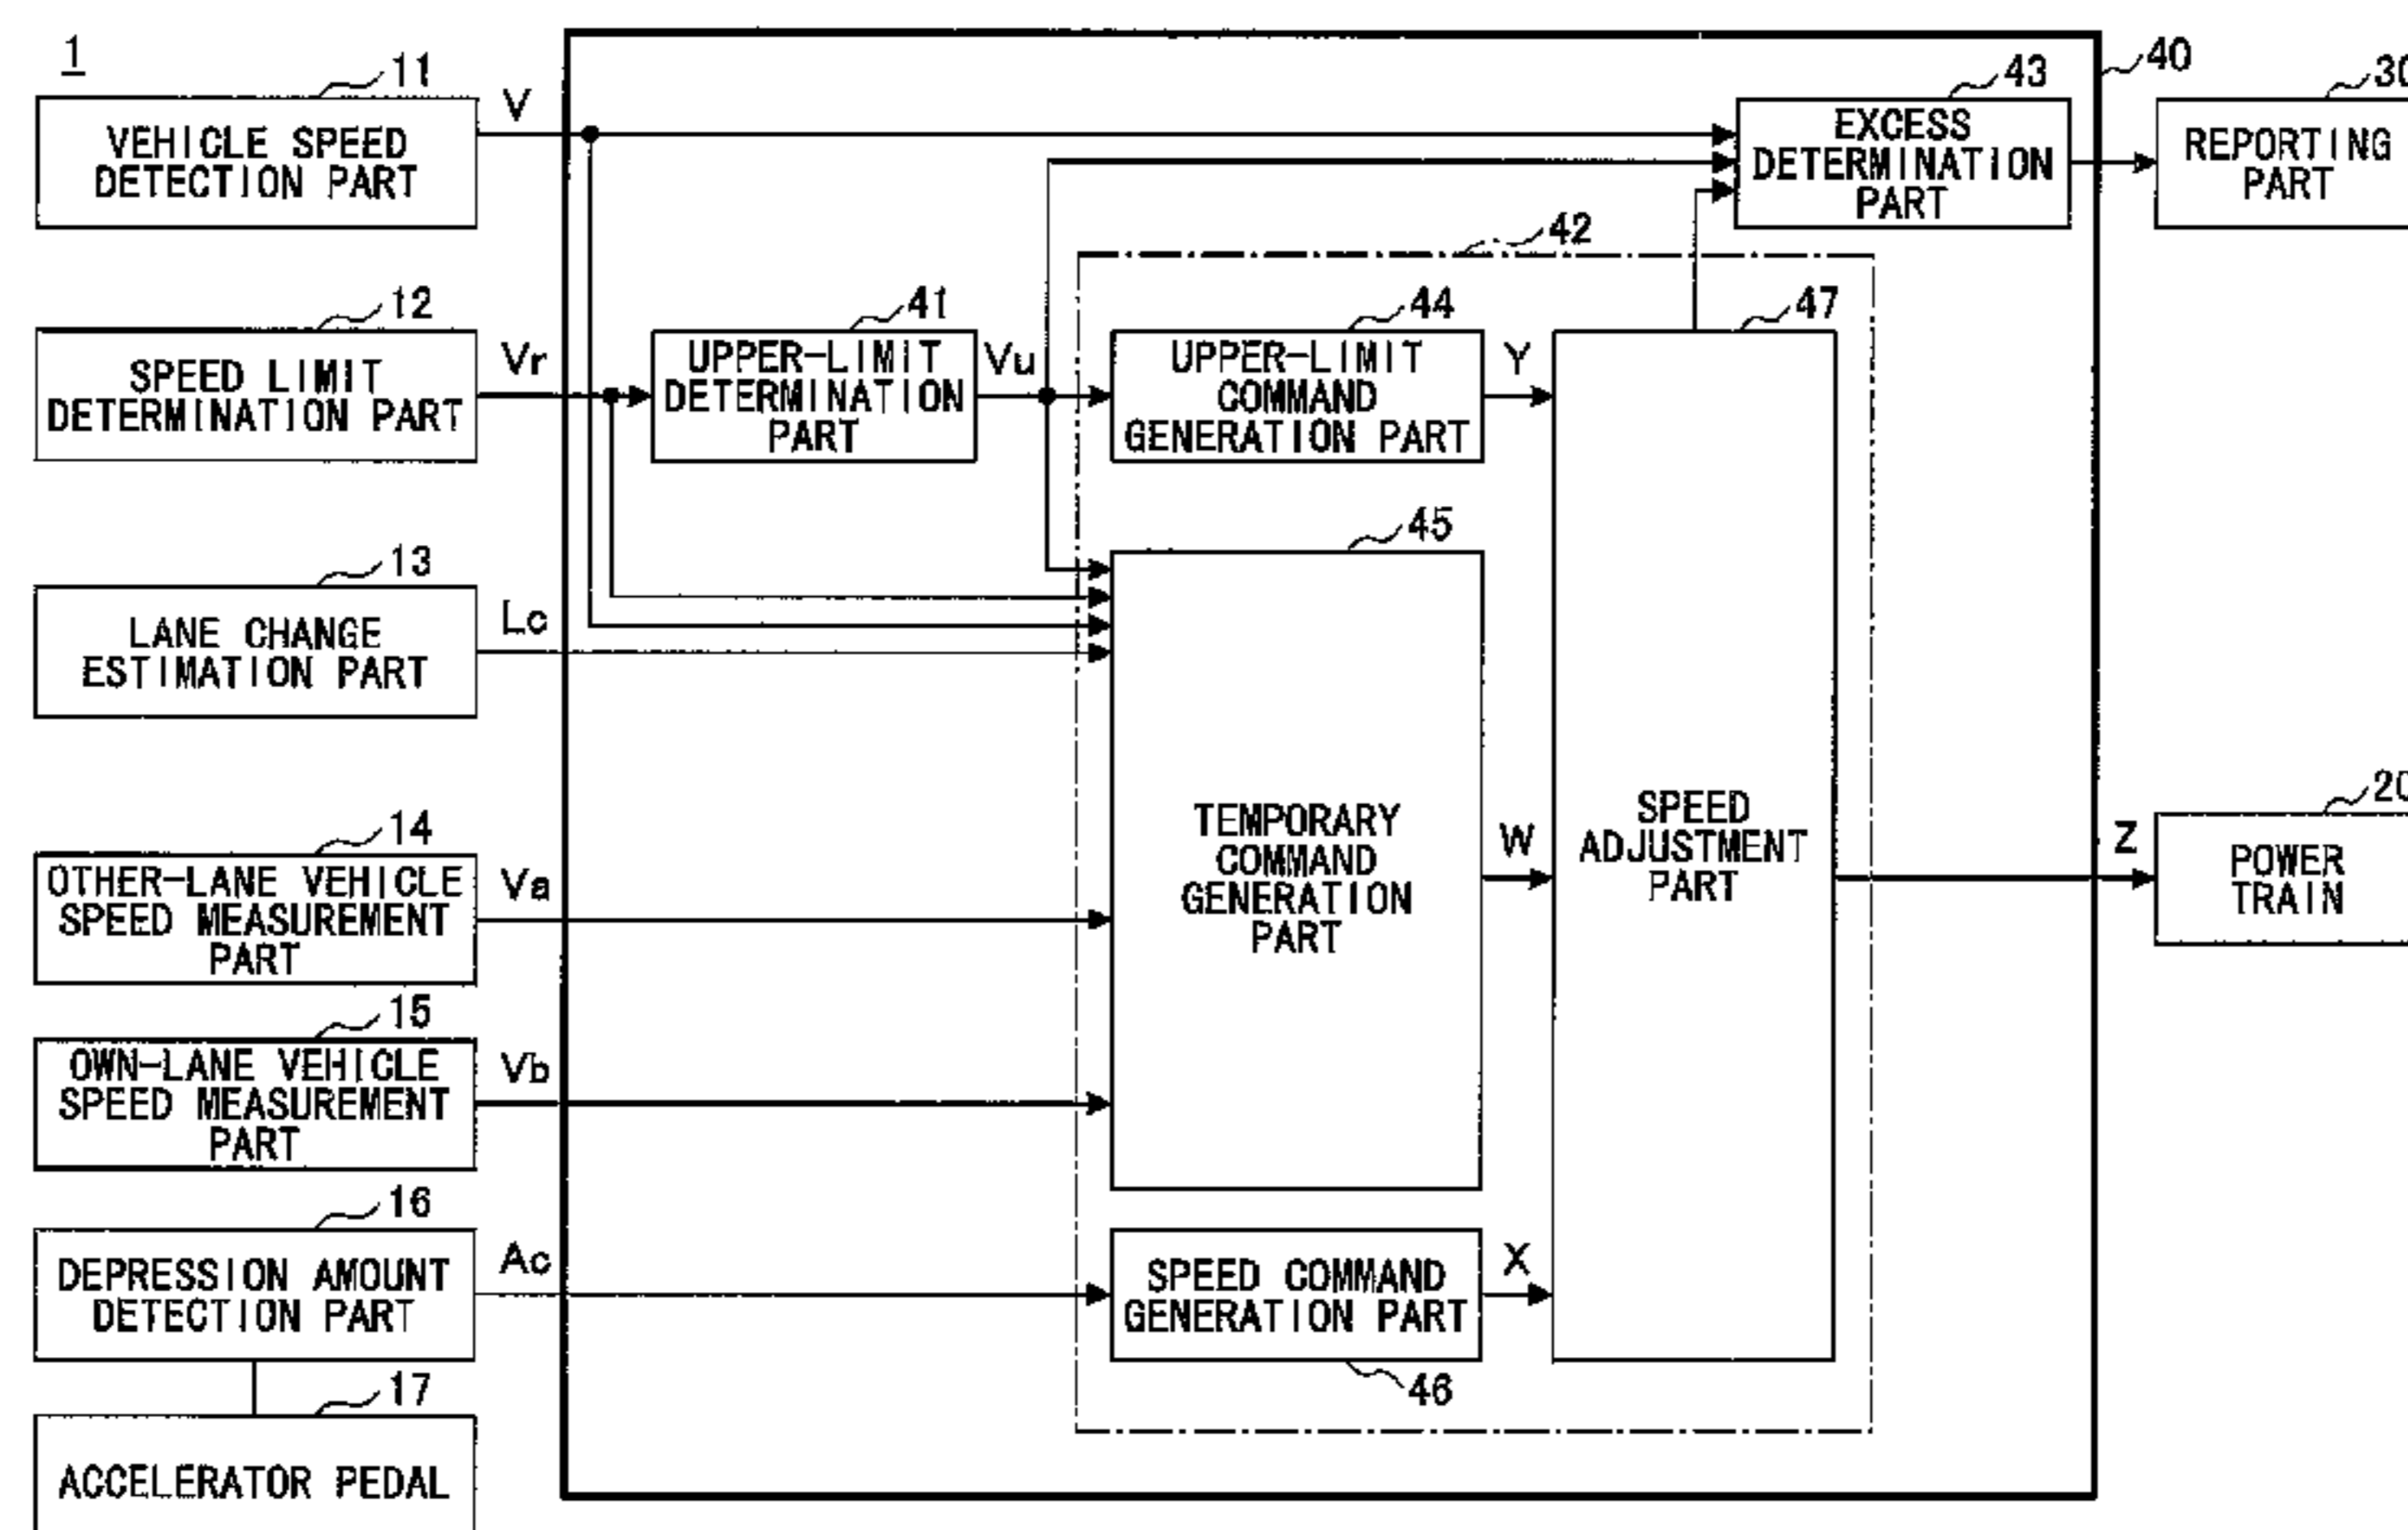 1
11
VEHICLE SPEED
DETECTION PART
V
40
43
EXCESS
DETERMINATION
PART
30
REPORTING
PART
42
12
SPEED LIMIT
DETERMINATION PART
Vr
41
UPPER-LIMIT
DETERMINATION
PART
Vu
44
UPPER-LIMIT
COMMAND
GENERATION PART
Y
47
SPEED
ADJUSTMENT
PART
13
LANE CHANGE
ESTIMATION PART
Lc
45
TEMPORARY
COMMAND
GENERATION
PART
W
14
OTHER-LANE VEHICLE
SPEED MEASUREMENT
PART
Va
Z
20
POWER
TRAIN
15
OWN-LANE VEHICLE
SPEED MEASUREMENT
PART
Vb
16
DEPRESSION AMOUNT
DETECTION PART
Ac
SPEED COMMAND
GENERATION PART
X
46
17
ACCELERATOR PEDAL